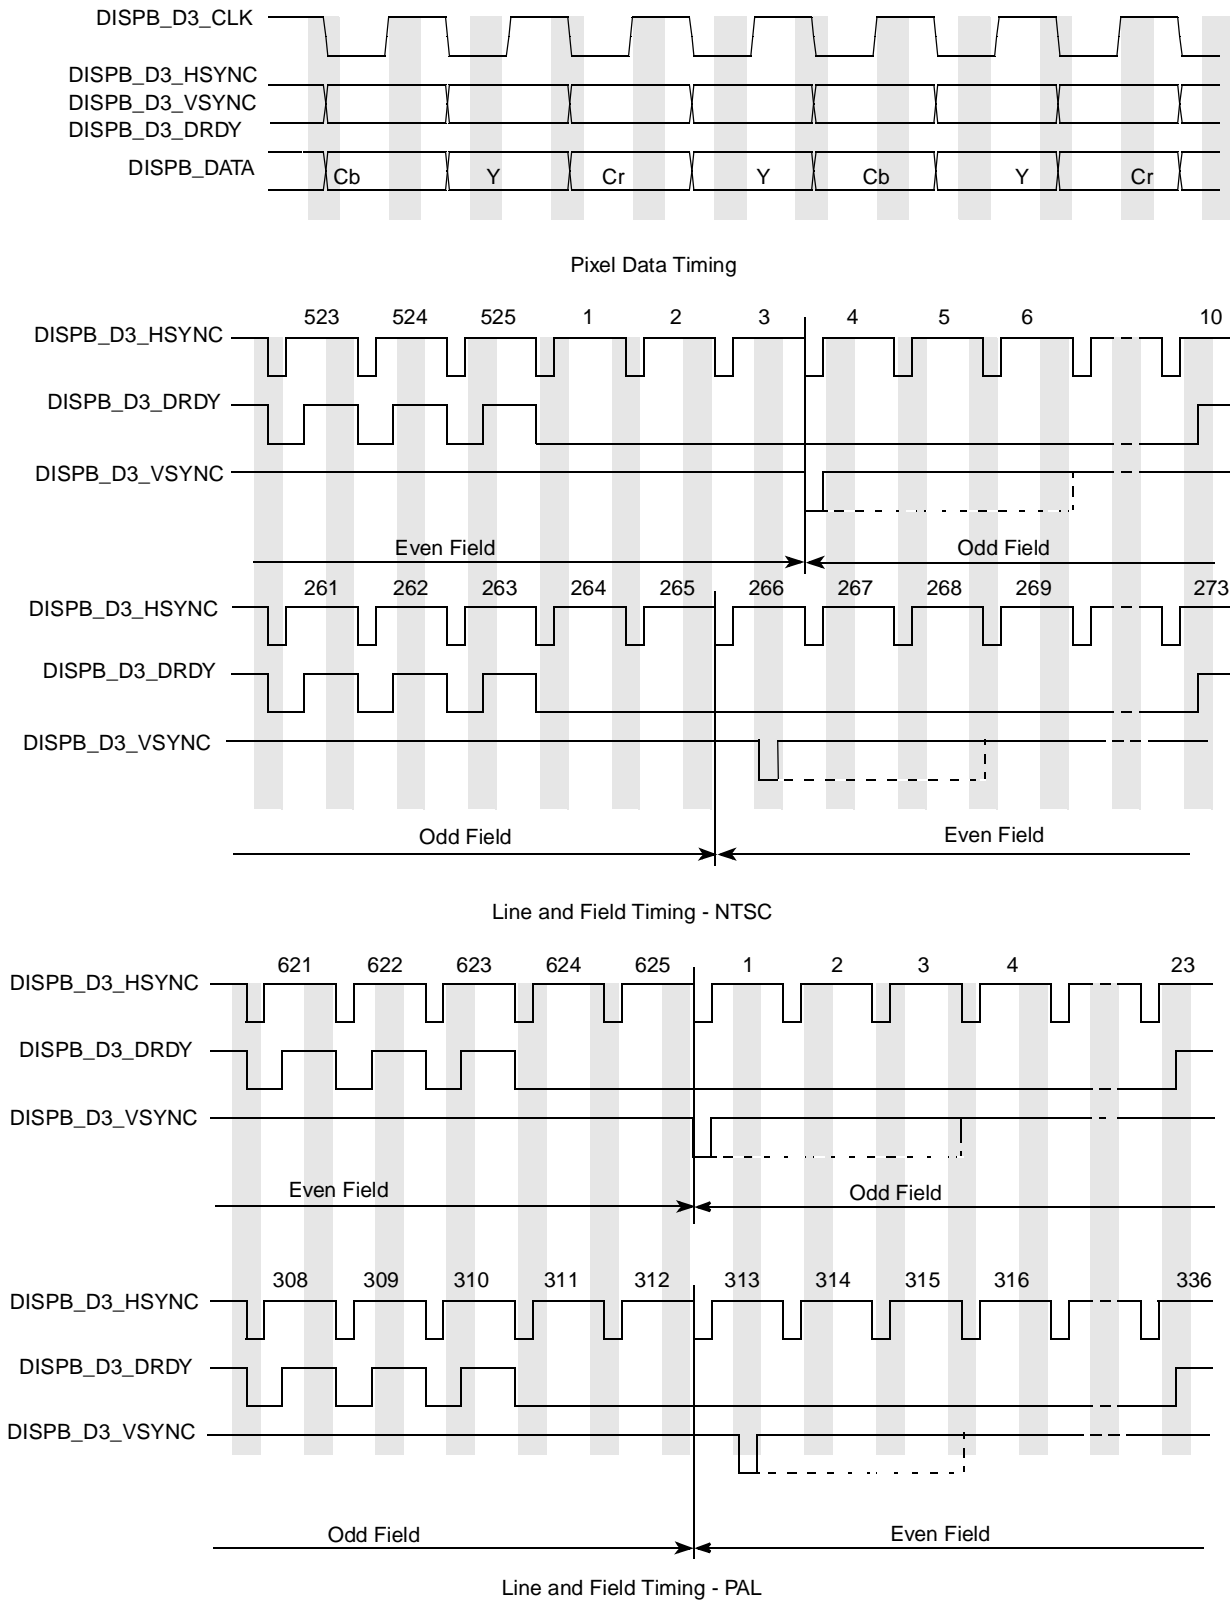 DISPB_D3_CLK
DISPB_D3_HSYNC
DISPB_D3_VSYNC
DISPB_D3_DRDY
DISPB_DATA
Cb Y Cr Y Cb Y Cr
Pixel Data Timing
523 524 525 1 2 3 4 5 6 10
DISPB_D3_HSYNC
DISPB_D3_DRDY
DISPB_D3_VSYNC
Even Field Odd Field
261 262 263 264 265 266 267 268 269 273
DISPB_D3_HSYNC
DISPB_D3_DRDY
DISPB_D3_VSYNC
Odd Field Even Field
Line and Field Timing - NTSC
621 622 623 624 625 1 2 3 4 23
DISPB_D3_HSYNC
DISPB_D3_DRDY
DISPB_D3_VSYNC
Even Field Odd Field
308 309 310 311 312 313 314 315 316 336
DISPB_D3_HSYNC
DISPB_D3_DRDY
DISPB_D3_VSYNC
Odd Field Even Field
Line and Field Timing - PAL